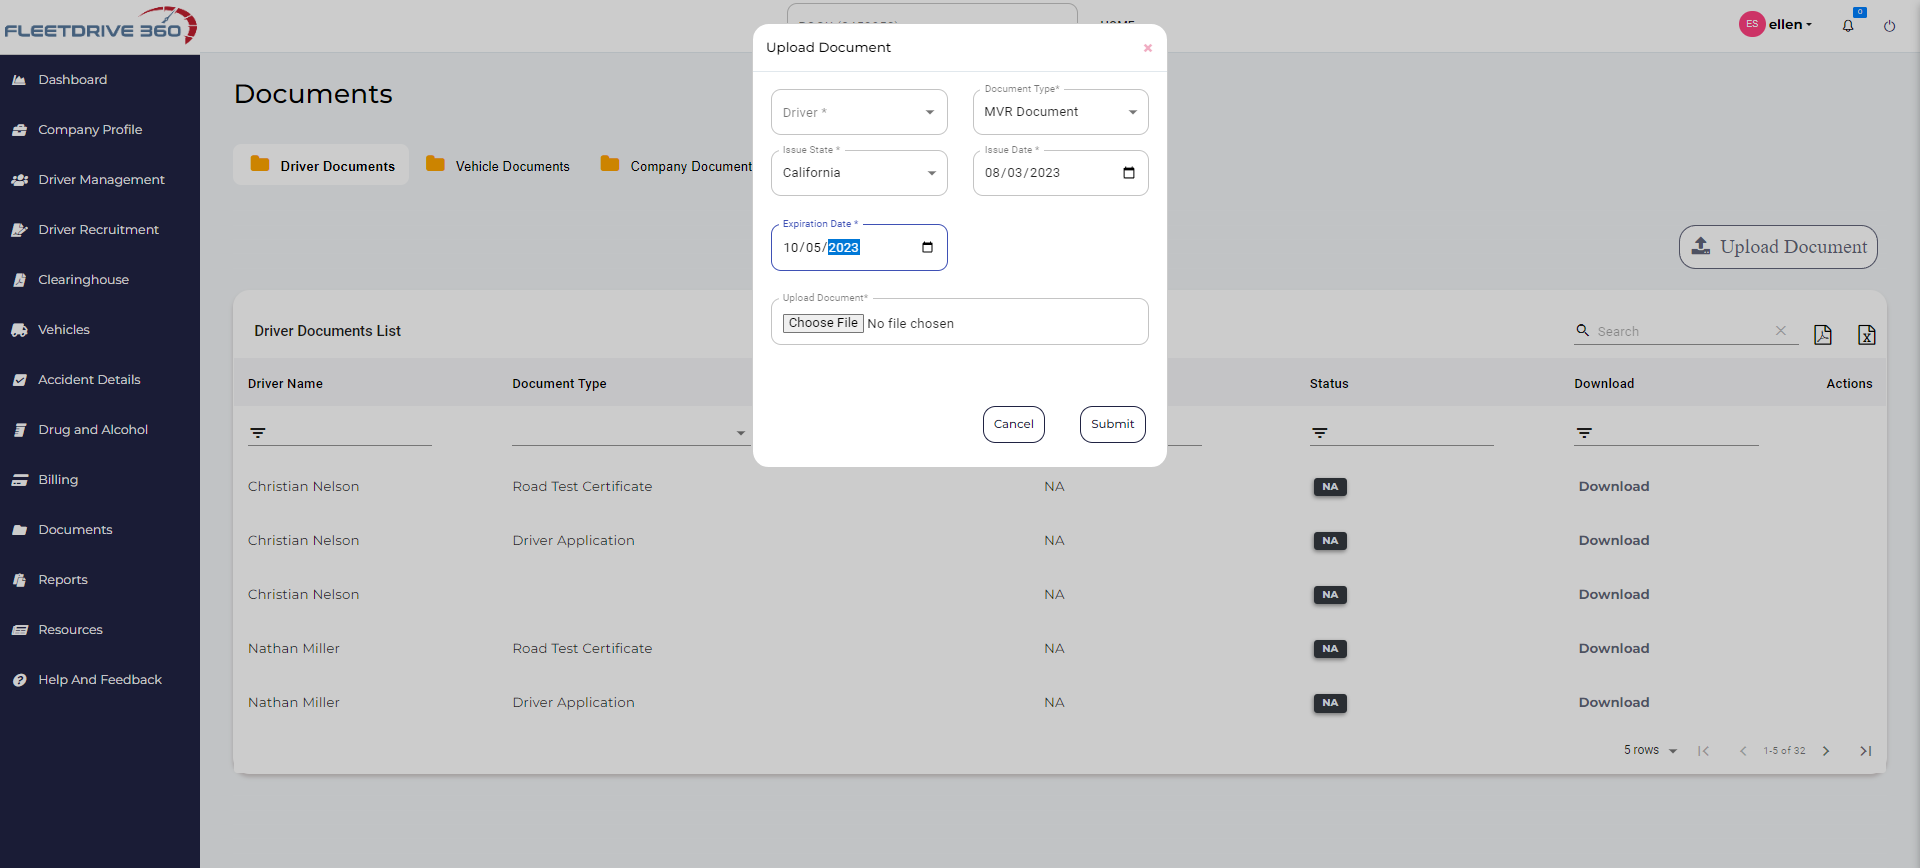 FLEETDRIVE 360
HOME
ES ellen
0
Dashboard
Company Profile
Driver Management
Driver Recruitment
Clearinghouse
Vehicles
Accident Details
Drug and Alcohol
Billing
Documents
Reports
Resources
Help And Feedback
Documents
Driver Documents
Vehicle Documents
Company Document
Upload Document
Upload Document
×
Driver *
Document Type*
MVR Document
Issue State *
California
Issue Date *
08/03/2023
Expiration Date *
10/05/2023
Upload Document*
Choose File No file chosen
Cancel
Submit
Driver Documents List
Search
Driver Name Document Type Status Download Actions
Christian Nelson Road Test Certificate NA NA Download
Christian Nelson Driver Application NA NA Download
Christian Nelson NA NA Download
Nathan Miller Road Test Certificate NA NA Download
Nathan Miller Driver Application NA NA Download
5 rows 1-5 of 32